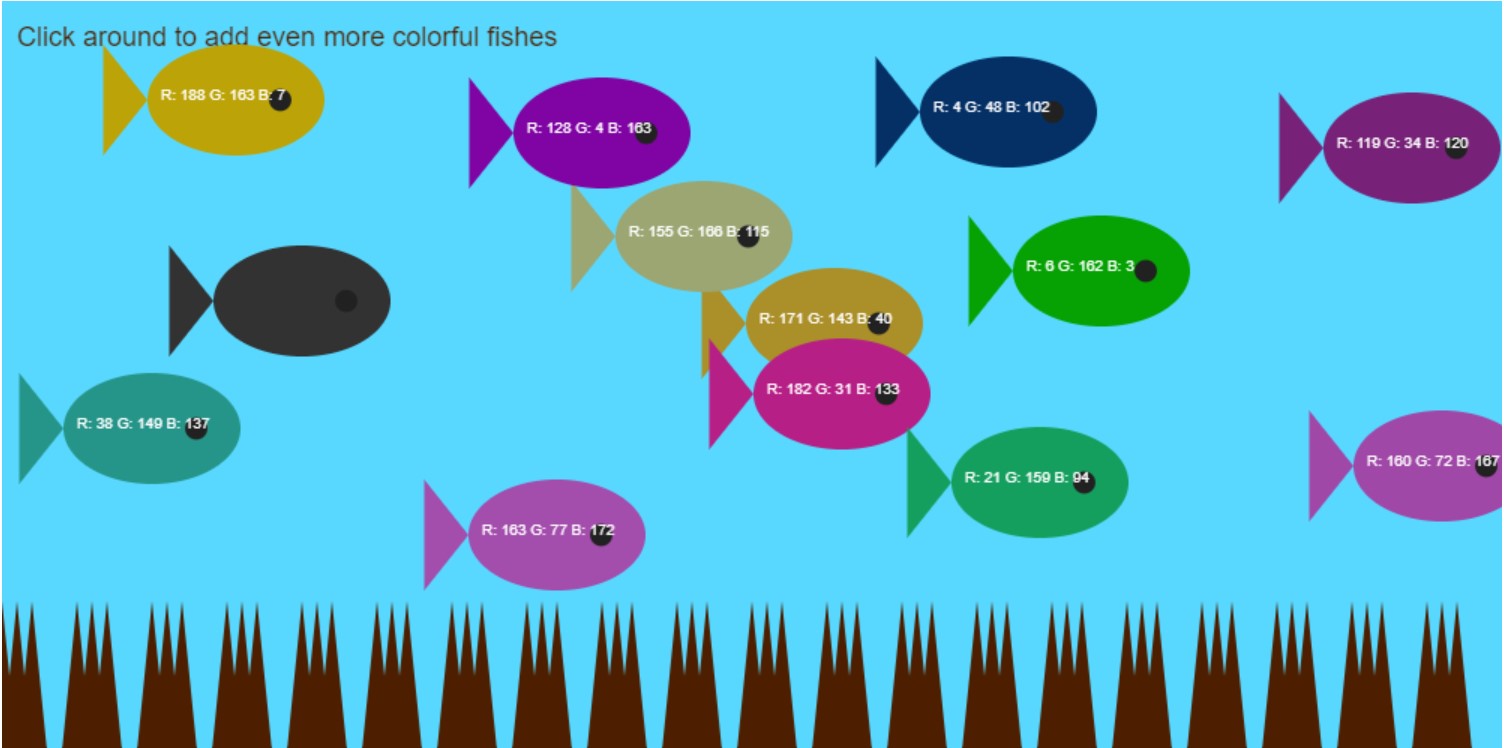 Click around to add even more colorful fishes
R: 188 G: 163 B: 7
R: 128 G: 4 B: 163
R: 4 G: 48 B: 102
R: 119 G: 34 B: 120
R: 155 G: 166 B: 115
R: 6 G: 162 B: 3
R: 171 G: 143 B: 40
R: 182 G: 31 B: 133
R: 38 G: 149 B: 137
R: 160 G: 72 B: 167
R: 21 G: 159 B: 94
R: 163 G: 77 B: 172